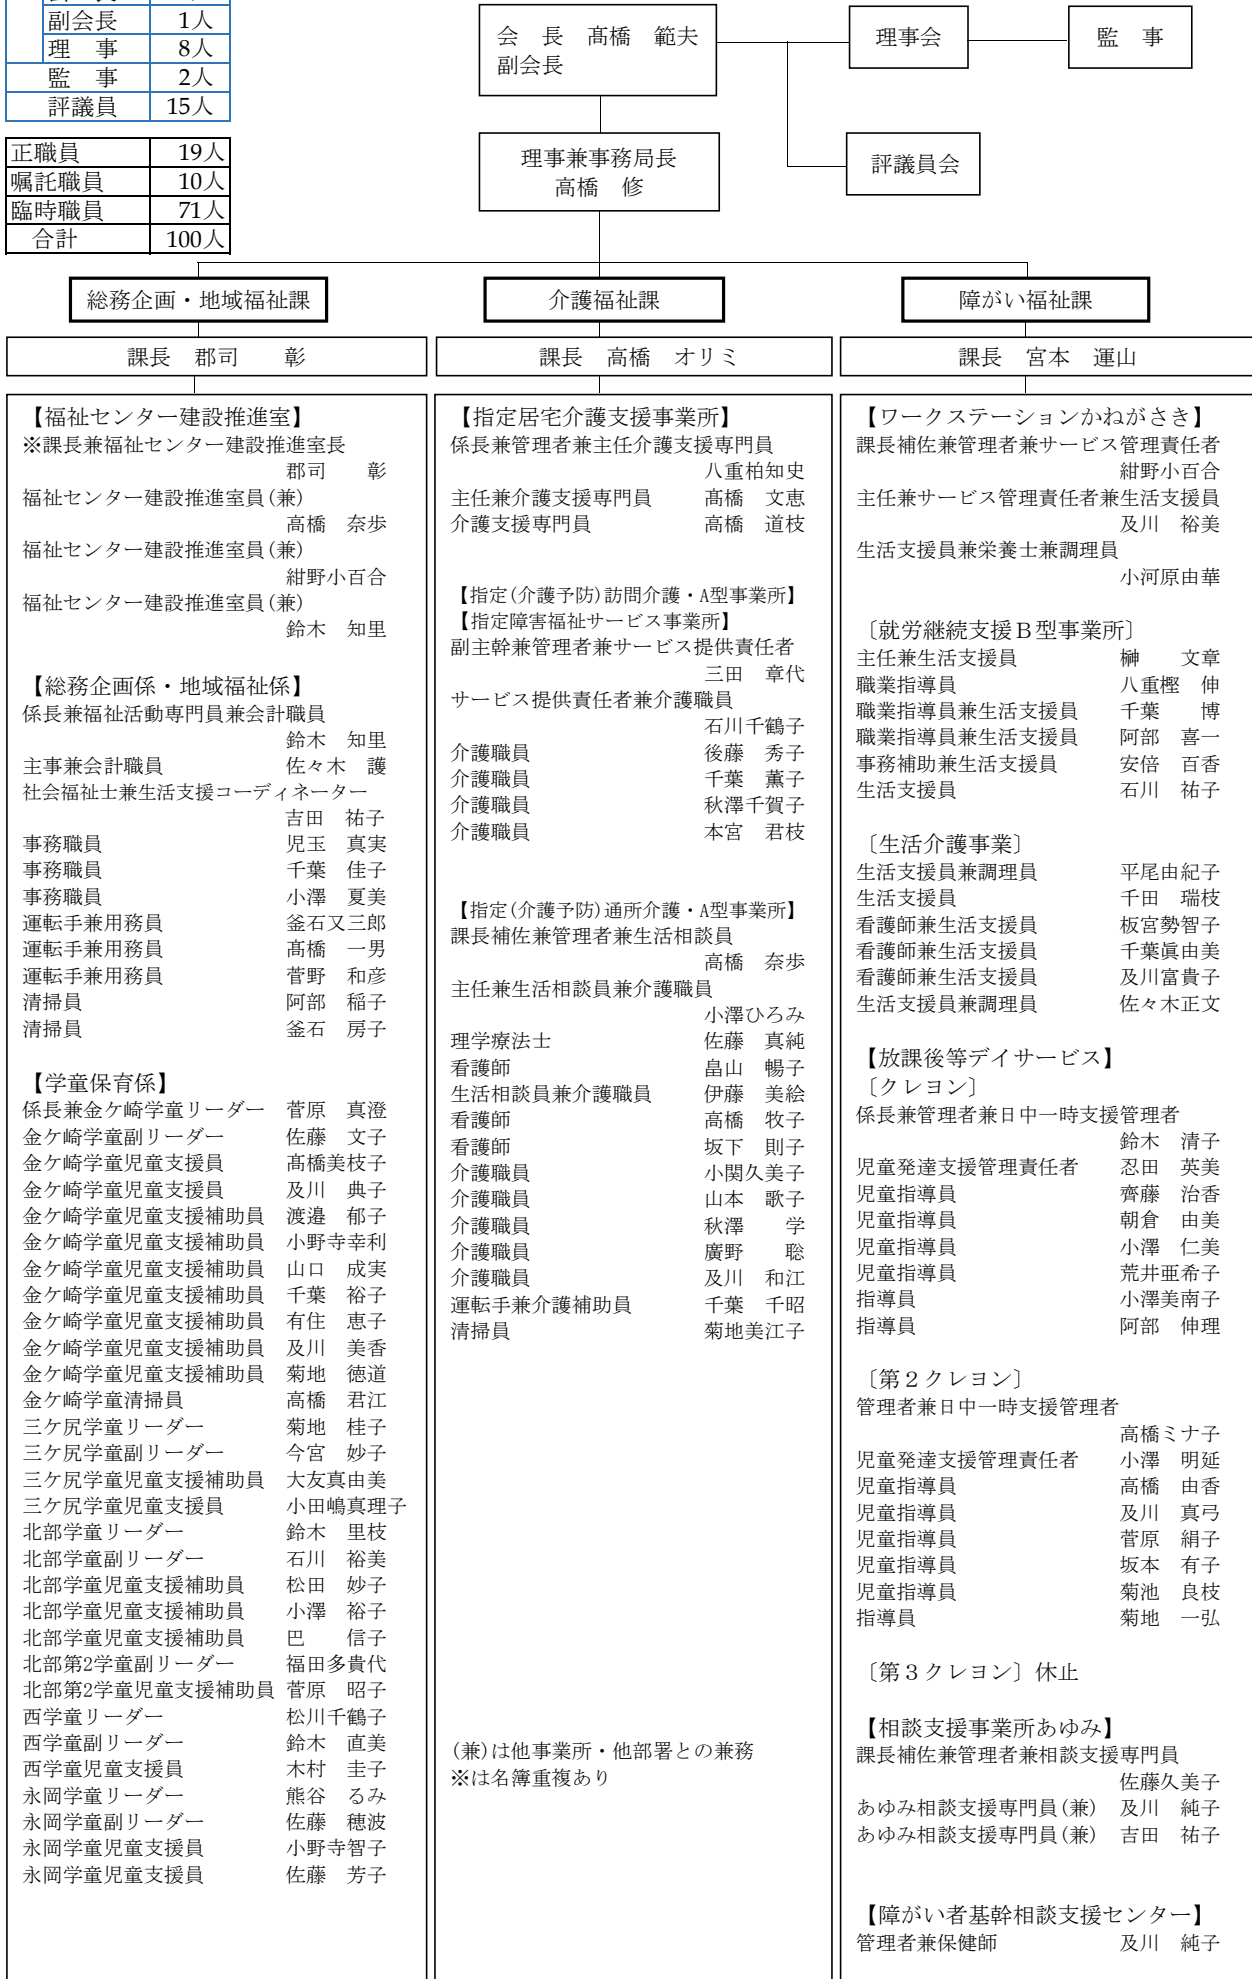 副会長　1人
理　事　8人
監　事　2人
評議員　15人
正職員　19人
嘱託職員　10人
臨時職員　71人
合計　100人
会　長　髙橋　範夫
副会長
理事会
監　事
理事兼事務局長
高橋　修
評議員会
総務企画・地域福祉課
課長　郡司　　彰
【福祉センター建設推進室】
※課長兼福祉センター建設推進室長
郡司　　彰
福祉センター建設推進室員(兼)
高橋　奈歩
福祉センター建設推進室員(兼)
紺野小百合
福祉センター建設推進室員(兼)
鈴木　知里
【総務企画係・地域福祉係】
係長兼福祉活動専門員兼会計職員
鈴木　知里
主事兼会計職員　佐々木　護
社会福祉士兼生活支援コーディネーター
吉田　祐子
事務職員　児玉　真実
事務職員　千葉　佳子
事務職員　小澤　夏美
運転手兼用務員　釜石又三郎
運転手兼用務員　髙橋　一男
運転手兼用務員　菅野　和彦
清掃員　阿部　稲子
清掃員　釜石　房子
【学童保育係】
係長兼金ケ崎学童リーダー　菅原　真澄
金ケ崎学童副リーダー　佐藤　文子
金ケ崎学童児童支援員　髙橋美枝子
金ケ崎学童児童支援員　及川　典子
金ケ崎学童児童支援補助員　渡邉　郁子
金ケ崎学童児童支援補助員　小野寺幸利
金ケ崎学童児童支援補助員　山口　成実
金ケ崎学童児童支援補助員　千葉　裕子
金ケ崎学童児童支援補助員　有住　恵子
金ケ崎学童児童支援補助員　及川　美香
金ケ崎学童児童支援補助員　菊地　徳道
金ケ崎学童清掃員　高橋　君江
三ケ尻学童リーダー　菊地　桂子
三ケ尻学童副リーダー　今宮　妙子
三ケ尻学童児童支援補助員　大友真由美
三ケ尻学童児童支援員　小田嶋真理子
北部学童リーダー　鈴木　里枝
北部学童副リーダー　石川　裕美
北部学童児童支援補助員　松田　妙子
北部学童児童支援補助員　小澤　裕子
北部学童児童支援補助員　巴　　信子
北部第2学童副リーダー　福田多貴代
北部第2学童児童支援補助員　菅原　昭子
西学童リーダー　松川千鶴子
西学童副リーダー　鈴木　直美
西学童児童支援員　木村　圭子
永岡学童リーダー　熊谷　るみ
永岡学童副リーダー　佐藤　穂波
永岡学童児童支援員　小野寺智子
永岡学童児童支援員　佐藤　芳子
介護福祉課
課長　高橋　オリミ
【指定居宅介護支援事業所】
係長兼管理者兼主任介護支援専門員
八重柏知史
主任兼介護支援専門員　髙橋　文恵
介護支援専門員　高橋　道枝
【指定(介護予防)訪問介護・A型事業所】
【指定障害福祉サービス事業所】
副主幹兼管理者兼サービス提供責任者
三田　章代
サービス提供責任者兼介護職員
石川千鶴子
介護職員　後藤　秀子
介護職員　千葉　薫子
介護職員　秋澤千賀子
介護職員　本宮　君枝
【指定(介護予防)通所介護・A型事業所】
課長補佐兼管理者兼生活相談員
高橋　奈歩
主任兼生活相談員兼介護職員
小澤ひろみ
理学療法士　佐藤　真純
看護師　畠山　暢子
生活相談員兼介護職員　伊藤　美絵
看護師　高橋　牧子
看護師　坂下　則子
介護職員　小関久美子
介護職員　山本　歌子
介護職員　秋澤　　学
介護職員　廣野　　聡
介護職員　及川　和江
運転手兼介護補助員　千葉　千昭
清掃員　菊地美江子
(兼)は他事業所・他部署との兼務
※は名簿重複あり
障がい福祉課
課長　宮本　運山
【ワークステーションかねがさき】
課長補佐兼管理者兼サービス管理責任者
紺野小百合
主任兼サービス管理責任者兼生活支援員
及川　裕美
生活支援員兼栄養士兼調理員
小河原由華
〔就労継続支援Ｂ型事業所〕
主任兼生活支援員　榊　　文章
職業指導員　八重樫　伸
職業指導員兼生活支援員　千葉　　博
職業指導員兼生活支援員　阿部　喜一
事務補助兼生活支援員　安倍　百香
生活支援員　石川　祐子
〔生活介護事業〕
生活支援員兼調理員　平尾由紀子
生活支援員　千田　瑞枝
看護師兼生活支援員　板宮勢智子
看護師兼生活支援員　千葉眞由美
看護師兼生活支援員　及川富貴子
生活支援員兼調理員　佐々木正文
【放課後等デイサービス】
〔クレヨン〕
係長兼管理者兼日中一時支援管理者
鈴木　清子
児童発達支援管理責任者　忍田　英美
児童指導員　齊藤　治香
児童指導員　朝倉　由美
児童指導員　小澤　仁美
児童指導員　荒井亜希子
指導員　小澤美南子
指導員　阿部　伸理
〔第２クレヨン〕
管理者兼日中一時支援管理者
高橋ミナ子
児童発達支援管理責任者　小澤　明延
児童指導員　高橋　由香
児童指導員　及川　真弓
児童指導員　菅原　絹子
児童指導員　坂本　有子
児童指導員　菊池　良枝
指導員　菊地　一弘
〔第３クレヨン〕休止
【相談支援事業所あゆみ】
課長補佐兼管理者兼相談支援専門員
佐藤久美子
あゆみ相談支援専門員(兼)　及川　純子
あゆみ相談支援専門員(兼)　吉田　祐子
【障がい者基幹相談支援センター】
管理者兼保健師　及川　純子